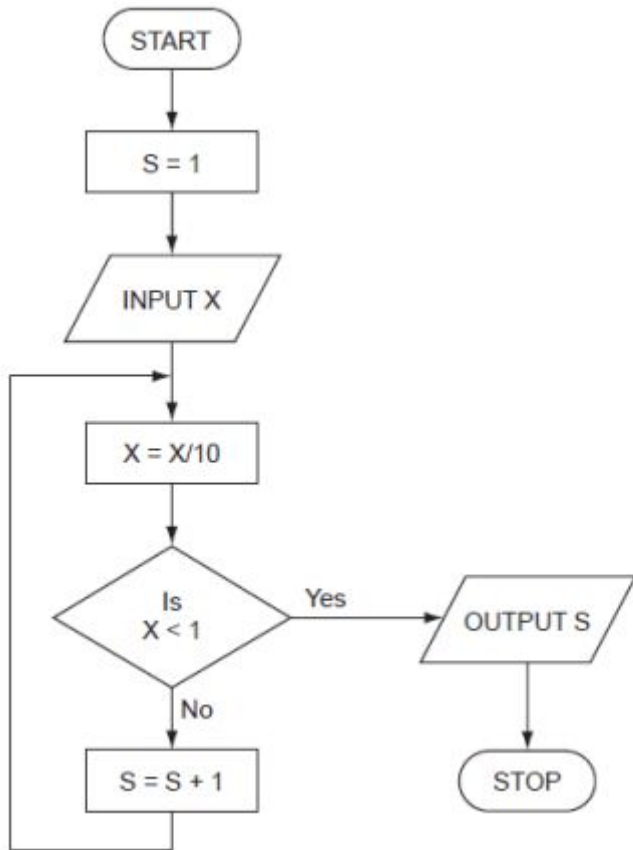 START
S = 1
INPUT X
X = X/10
Is
X < 1
Yes
OUTPUT S
No
S = S + 1
STOP